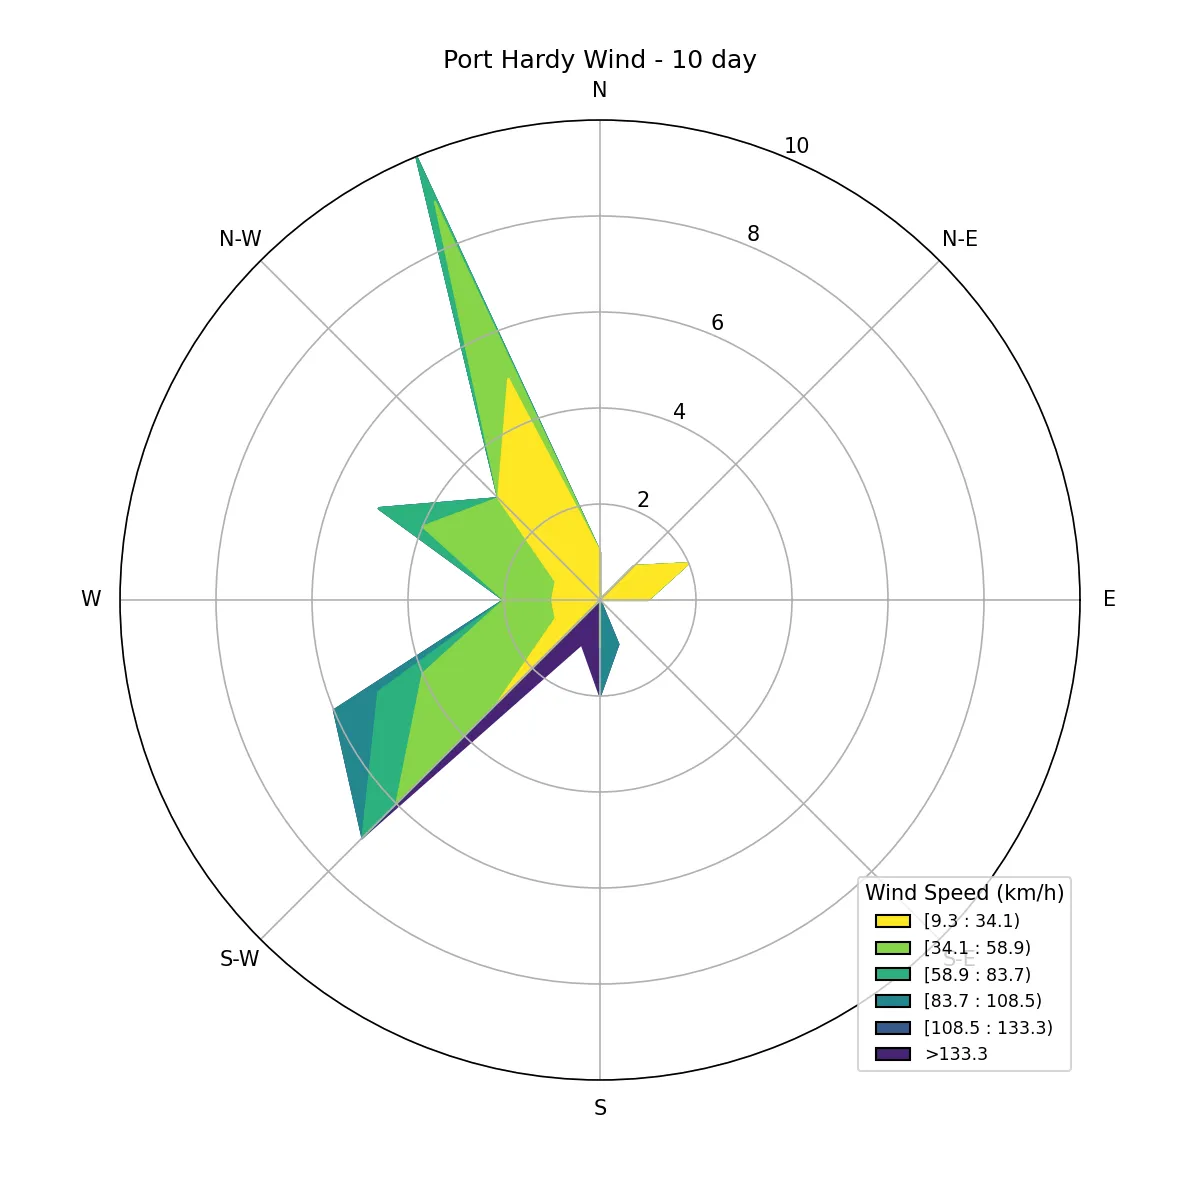 Port Hardy Wind - 10 day
N
10
N-W
8
N-E
6
4
2
W
E
Wind Speed (km/h)
[9.3 : 34.1)
[34.1 : 58.9)
S-W
S-E
[58.9 : 83.7)
[83.7 : 108.5)
[108.5 : 133.3)
>133.3
S